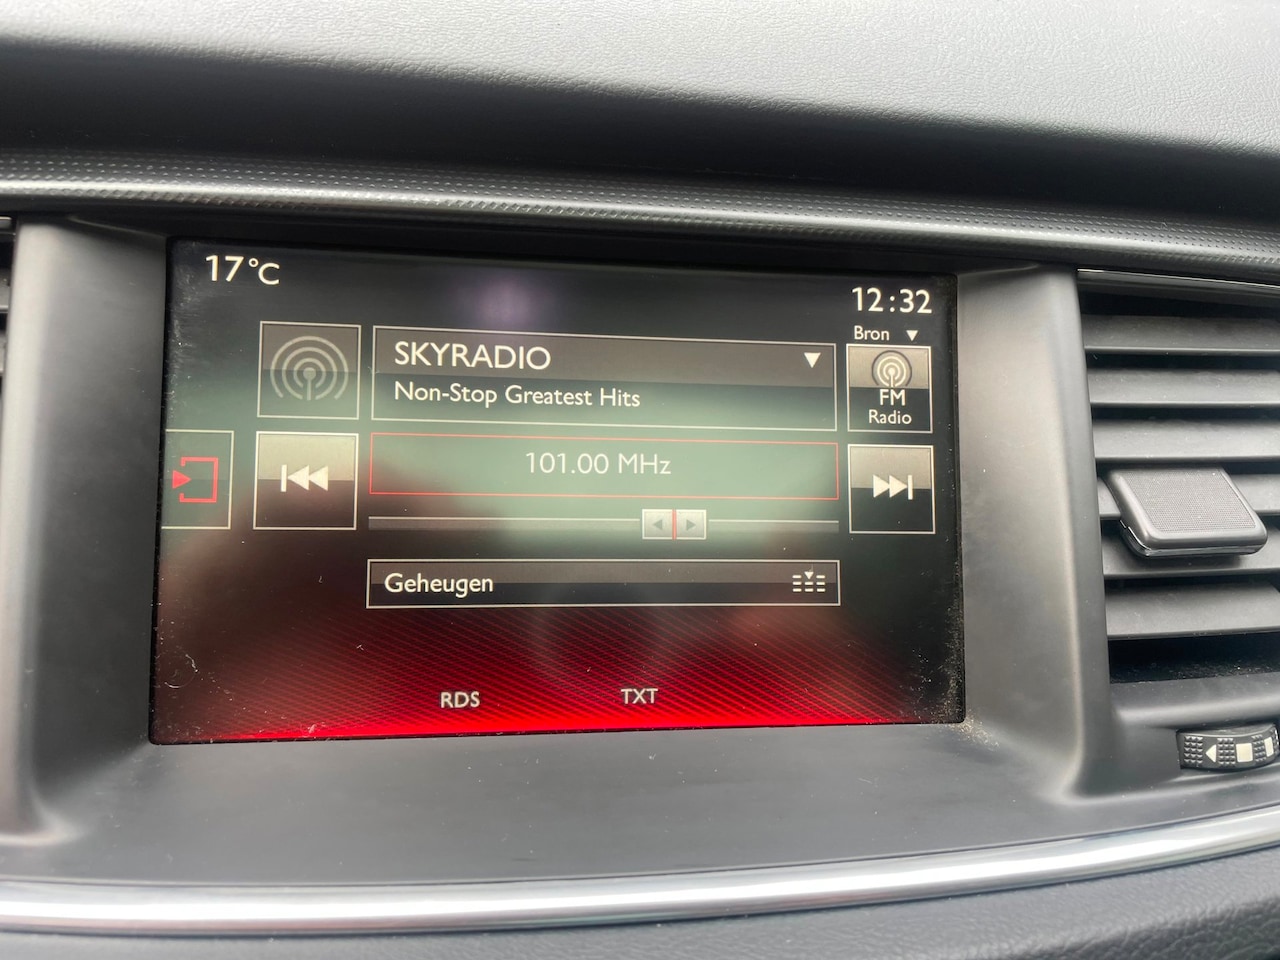 17°C
12:32
Bron
SKYRADIO
Non-Stop Greatest Hits
FM
Radio
101.00 MHz
Geheugen
RDS
TXT